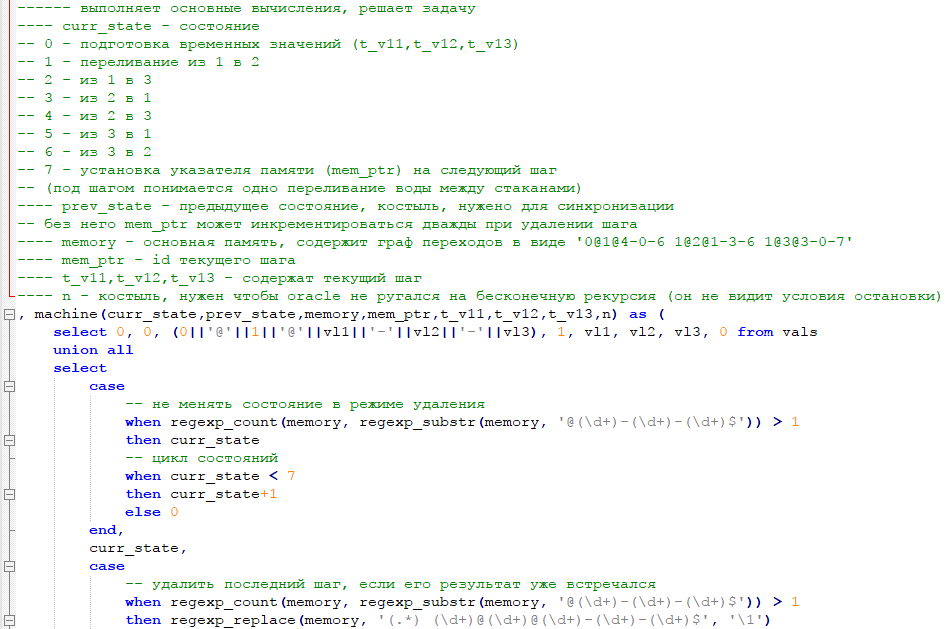 ------ выполняет основные вычисления, решает задачу
---- curr_state - состояние
-- 0 - подготовка временных значений (t_v11,t_v12,t_v13)
-- 1 - переливание из 1 в 2
-- 2 - из 1 в 3
-- 3 - из 2 в 1
-- 4 - из 2 в 3
-- 5 - из 3 в 1
-- 6 - из 3 в 2
-- 7 - установка указателя памяти (mem_ptr) на следующий шаг
-- (под шагом понимается одно переливание воды между стаканами)
---- prev_state - предыдущее состояние, костыль, нужно для синхронизации
-- без него mem_ptr может инкрементироваться дважды при удалении шага
---- memory - основная память, содержит граф переходов в виде '0@1@4-0-6 1@2@1-3-6 1@3@3-0-7'
---- mem_ptr - id текущего шага
---- t_v11,t_v12,t_v13 - содержат текущий шаг
---- n - костыль, нужен чтобы oracle не ругался на бесконечную рекурсия (он не видит условия остановки)
, machine(curr_state,prev_state,memory,mem_ptr,t_v11,t_v12,t_v13,n) as (
select 0, 0, (0||'@'||1||'@'||vl1||'-'||vl2||'-'||vl3), 1, vl1, vl2, vl3, 0 from vals
union all
select
case
-- не менять состояние в режиме удаления
when regexp_count(memory, regexp_substr(memory, '@(\d+)-(\d+)-(\d+)$')) > 1
then curr_state
-- цикл состояний
when curr_state < 7
then curr_state+1
else 0
end,
curr_state,
case
-- удалить последний шаг, если его результат уже встречался
when regexp_count(memory, regexp_substr(memory, '@(\d+)-(\d+)-(\d+)$')) > 1
then regexp_replace(memory, '(.*) (\d+)@(\d+)@(\d+)-(\d+)-(\d+)$', '\1')